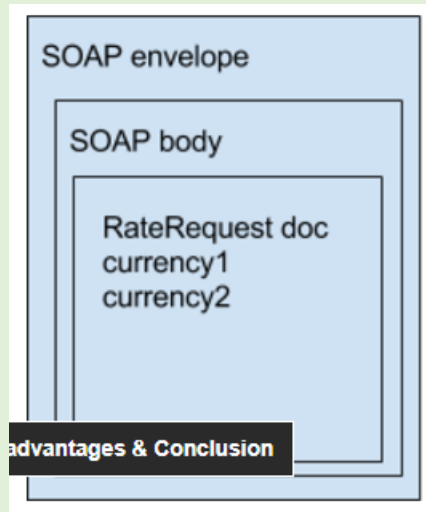 SOAP envelope
SOAP body
RateRequest doc
currency1
currency2
advantages & Conclusion